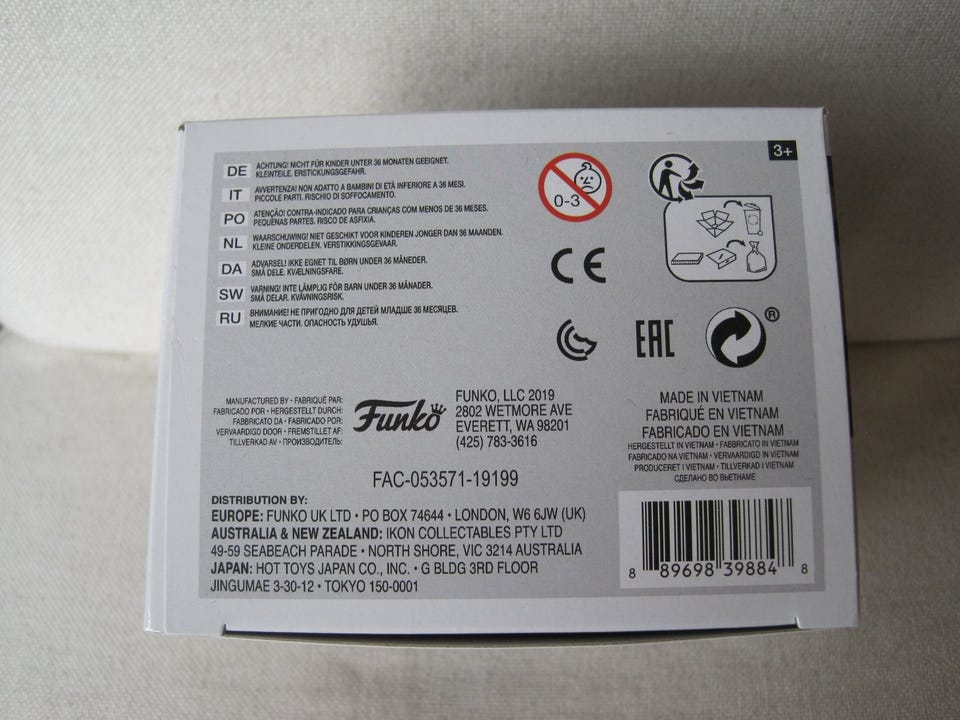 3+
DE ACHTUNG! NICHT FÜR KINDER UNTER 36 MONATEN GEEIGNET.
KLEINTEILE. ERSTICKUNGSGEFAHR.
IT AVVERTENZA! NON ADATTO A BAMBINI DI ETÀ INFERIORE A 36 MESI.
PICCOLE PARTI. RISCHIO DI SOFFOCAMENTO.
PO ATENÇÃO! CONTRA-INDICADO PARA CRIANÇAS COM MENOS DE 36 MESES.
PEQUENAS PARTES. RISCO DE ASFIXIA.
NL WAARSCHUWING! NIET GESCHIKT VOOR KINDEREN JONGER DAN 36 MAANDEN.
KLEINE ONDERDELEN. VERSTIKKINGSGEVAAR.
DA ADVARSEL! IKKE EGNET TIL BØRN UNDER 36 MÅNEDER.
SMÅ DELE. KVÆLNINGSFARE.
SW VARNING! INTE LÄMPLIG FÖR BARN UNDER 36 MÅNADER.
SMÅ DELAR. KVÄVNINGSRISK.
RU ВНИМАНИЕ! НЕ ПРИГОДНО ДЛЯ ДЕТЕЙ МЛАДШЕ 36 МЕСЯЦЕВ.
МЕЛКИЕ ЧАСТИ. ОПАСНОСТЬ УДУШЬЯ.
0-3
CE
EAC
®
MANUFACTURED BY • FABRIQUÉ PAR:
FABRICADO POR • HERGESTELLT DURCH:
FABBRICATO DA • FABRICADO POR:
VERVAARDIGD DOOR • FREMSTILLET AF:
TILLVERKAD AV • ПРОИЗВОДИТЕЛЬ:
Funko
FUNKO, LLC 2019
2802 WETMORE AVE
EVERETT, WA 98201
(425) 783-3616
MADE IN VIETNAM
FABRIQUÉ EN VIETNAM
FABRICADO EN VIETNAM
HERGESTELLT IN VIETNAM • FABBRICATO IN VIETNAM
FABRICADO NA VIETNAM • VERVAARDIGD IN VIETNAM
PRODUCERET I VIETNAM • TILLVERKAD I VIETNAM
СДЕЛАНО ВО ВЬЕТНАМЕ
FAC-053571-19199
DISTRIBUTION BY:
EUROPE: FUNKO UK LTD • PO BOX 74644 • LONDON, W6 6JW (UK)
AUSTRALIA & NEW ZEALAND: IKON COLLECTABLES PTY LTD
49-59 SEABEACH PARADE • NORTH SHORE, VIC 3214 AUSTRALIA
JAPAN: HOT TOYS JAPAN CO., INC. • G BLDG 3RD FLOOR
JINGUMAE 3-30-12 • TOKYO 150-0001
8 89698 39884 8